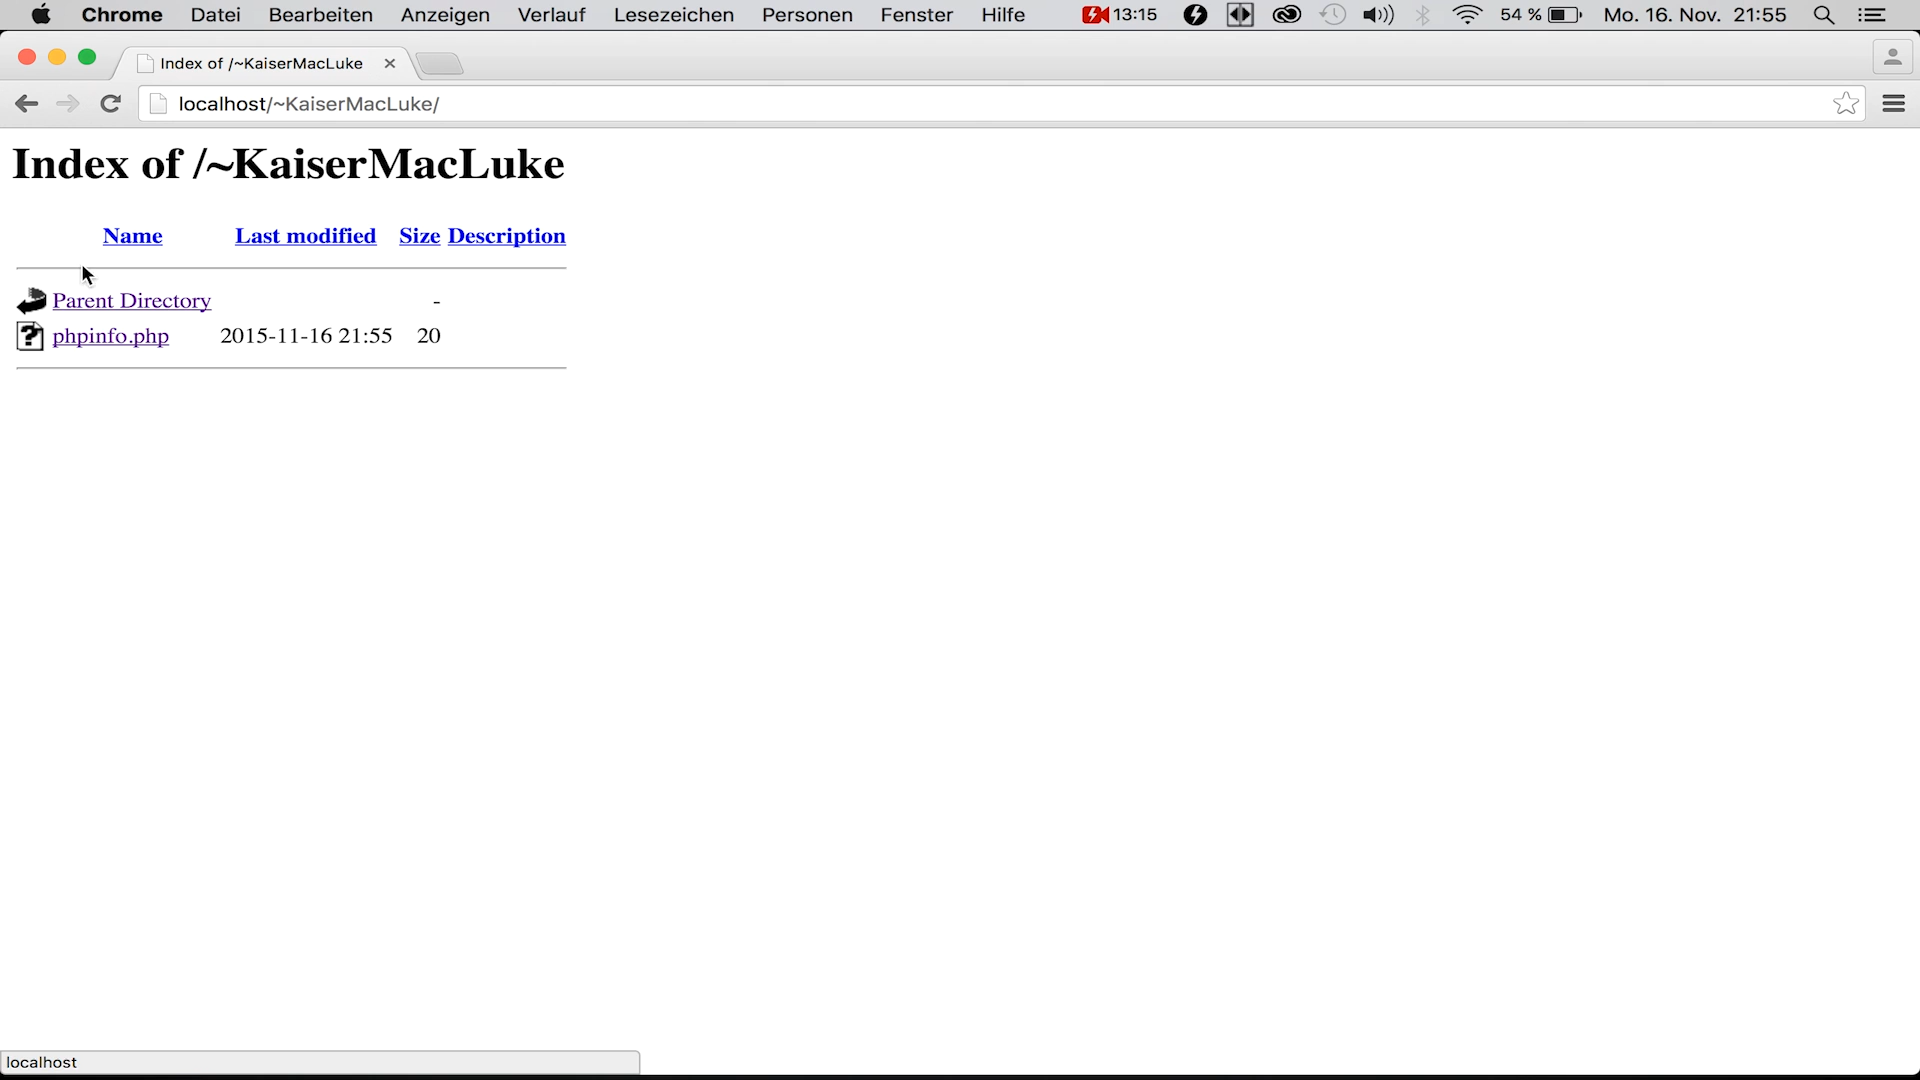 Chrome Datei Bearbeiten Anzeigen Verlauf Lesezeichen Personen Fenster Hilfe 13:15 54 % Mo. 16. Nov. 21:55
Index of /~KaiserMacLuke
localhost/~KaiserMacLuke/
Index of /~KaiserMacLuke
Name Last modified Size Description
Parent Directory -
phpinfo.php 2015-11-16 21:55 20
localhost